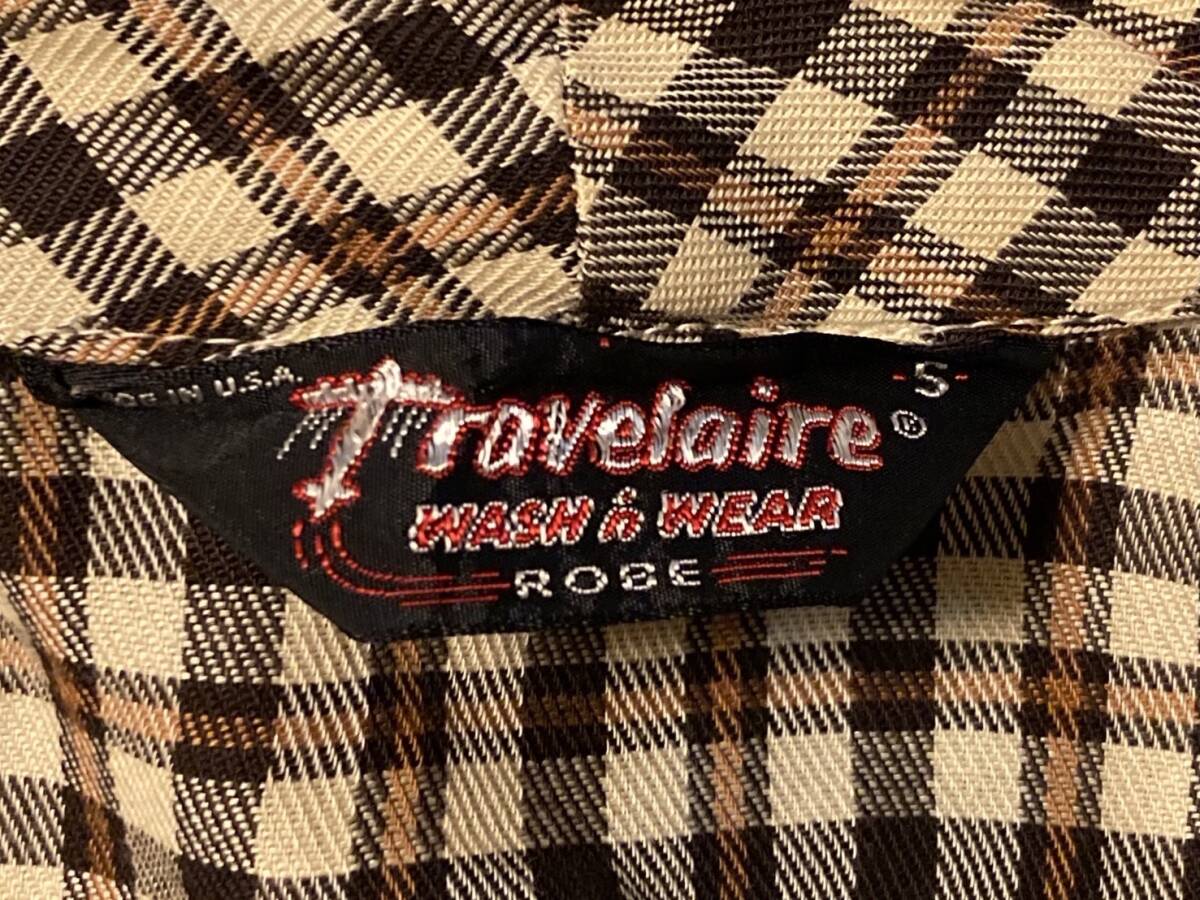 MADE IN U.S.A.
-S-
Travelaire ®
WASH 'n WEAR
ROBE